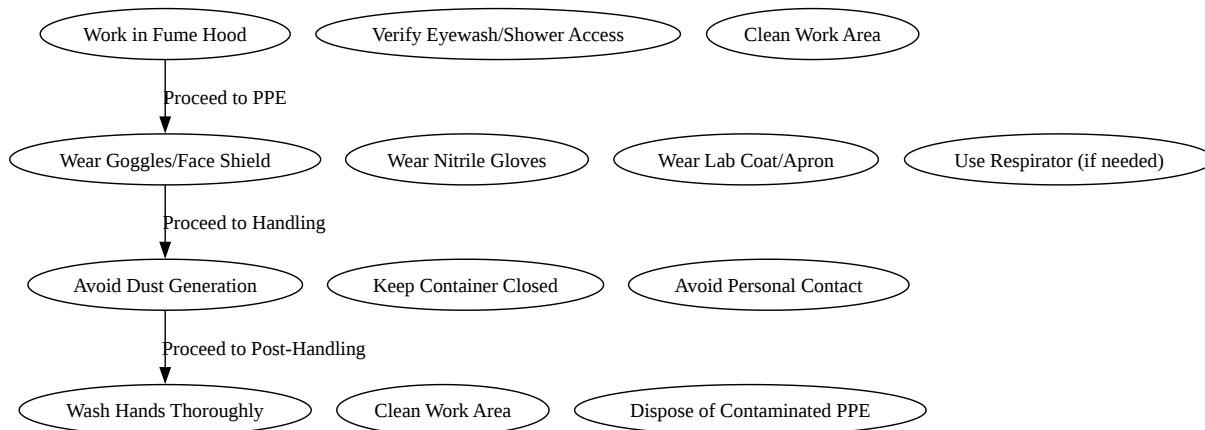 Work in Fume Hood
Verify Eyewash/Shower Access
Clean Work Area
Proceed to PPE
Wear Goggles/Face Shield
Wear Nitrile Gloves
Wear Lab Coat/Apron
Use Respirator (if needed)
Proceed to Handling
Avoid Dust Generation
Keep Container Closed
Avoid Personal Contact
Proceed to Post-Handling
Wash Hands Thoroughly
Clean Work Area
Dispose of Contaminated PPE